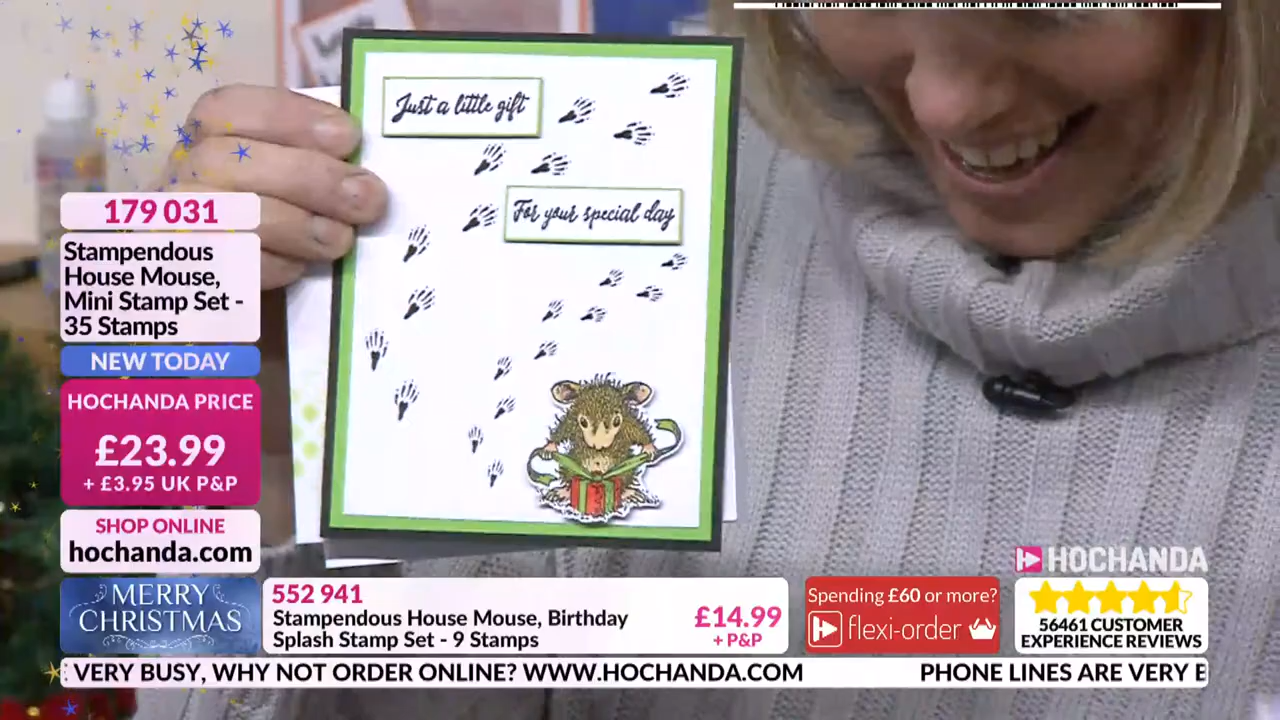 Just a little gift
For your special day
179 031
Stampendous
House Mouse,
Mini Stamp Set -
35 Stamps
NEW TODAY
HOCHANDA PRICE
£23.99
+ £3.95 UK P&P
SHOP ONLINE
hochanda.com
HOCHANDA
MERRY
CHRISTMAS
552 941
Stampendous House Mouse, Birthday
Splash Stamp Set - 9 Stamps
£14.99
+ P&P
Spending £60 or more?
flexi-order
56461 CUSTOMER
EXPERIENCE REVIEWS
VERY BUSY, WHY NOT ORDER ONLINE? WWW.HOCHANDA.COM PHONE LINES ARE VERY B